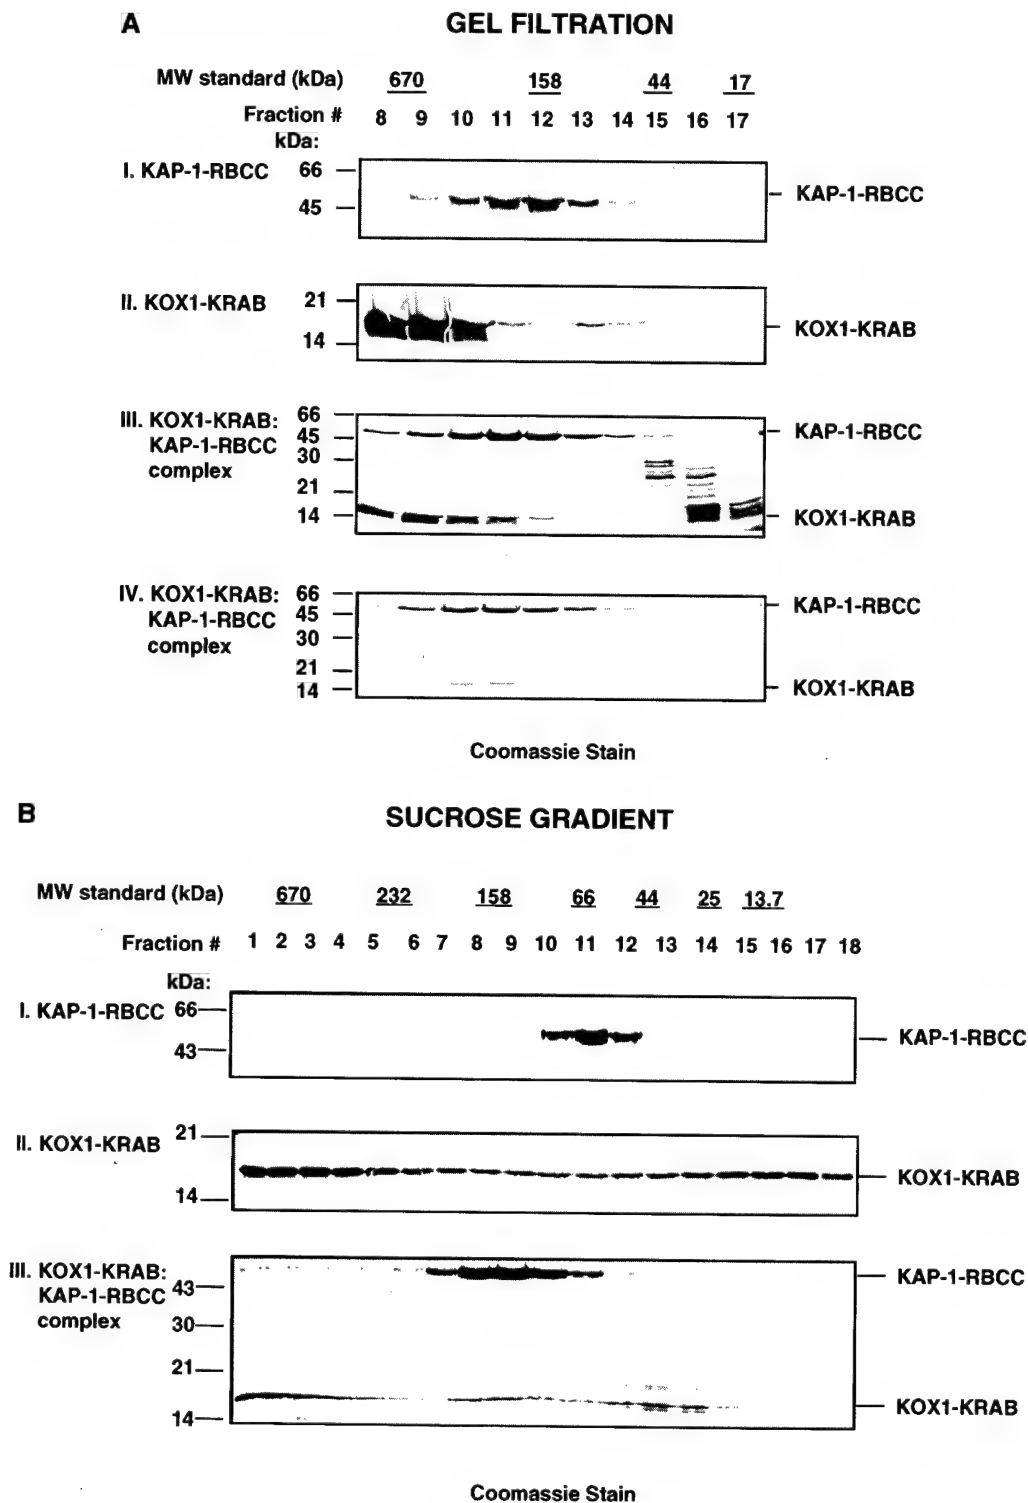 A GEL FILTRATION
MW standard (kDa) 670 158 44 17
Fraction # 8 9 10 11 12 13 14 15 16 17
kDa:
I. KAP-1-RBCC 66
45
KAP-1-RBCC
II. KOX1-KRAB 21
14
KOX1-KRAB
III. KOX1-KRAB: 66
KAP-1-RBCC 45 KAP-1-RBCC
complex 30
21
14 KOX1-KRAB
IV. KOX1-KRAB: 66
KAP-1-RBCC 45 KAP-1-RBCC
complex 30
21
14 KOX1-KRAB
Coomassie Stain
B SUCROSE GRADIENT
MW standard (kDa) 670 232 158 66 44 25 13.7
Fraction # 1 2 3 4 5 6 7 8 9 10 11 12 13 14 15 16 17 18
kDa:
I. KAP-1-RBCC 66
43 KAP-1-RBCC
II. KOX1-KRAB 21
14 KOX1-KRAB
III. KOX1-KRAB: KAP-1-RBCC
KAP-1-RBCC 43
complex 30
21
14 KOX1-KRAB
Coomassie Stain